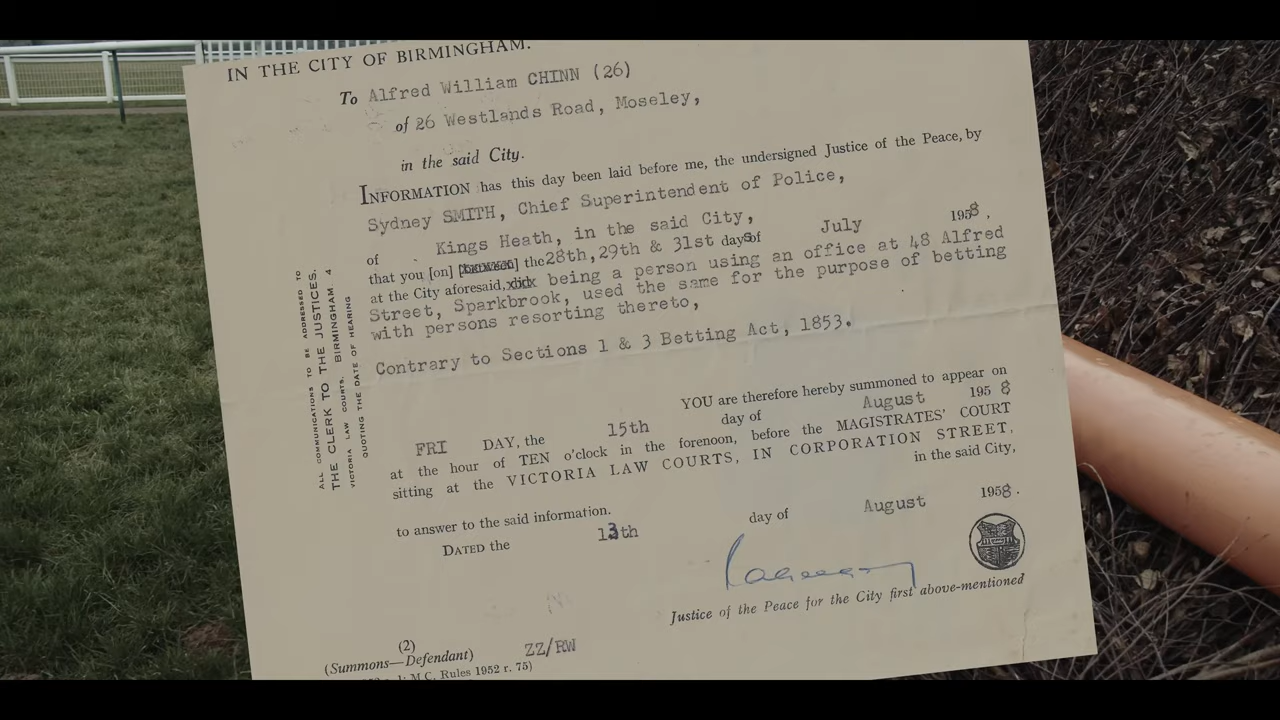 IN THE CITY OF BIRMINGHAM.
To Alfred William CHINN (26)
of 26 Westlands Road, Moseley,
in the said City.
INFORMATION has this day been laid before me, the undersigned Justice of the Peace, by
Sydney SMITH, Chief Superintendent of Police,
of Kings Heath, in the said City,
that you [on] the 28th, 29th & 31st days of July 1958,
at the City aforesaid, being a person using an office at 48 Alfred
Street, Sparkbrook, used the same for the purpose of betting
with persons resorting thereto,
Contrary to Sections 1 & 3 Betting Act, 1853.
YOU are therefore hereby summoned to appear on
FRI DAY, the 15th day of August 1958
at the hour of TEN o'clock in the forenoon, before the MAGISTRATES' COURT
sitting at the VICTORIA LAW COURTS, IN CORPORATION STREET,
in the said City,
to answer to the said information.
DATED the 13th day of August 1958.
Justice of the Peace for the City first above-mentioned
(2)
(Summons—Defendant) ZZ/RW
1: M.C. Rules 1952 r. 75)
ALL COMMUNICATIONS TO BE ADDRESSED TO
THE CLERK TO THE JUSTICES,
VICTORIA LAW COURTS, BIRMINGHAM 4
QUOTING THE DATE OF HEARING